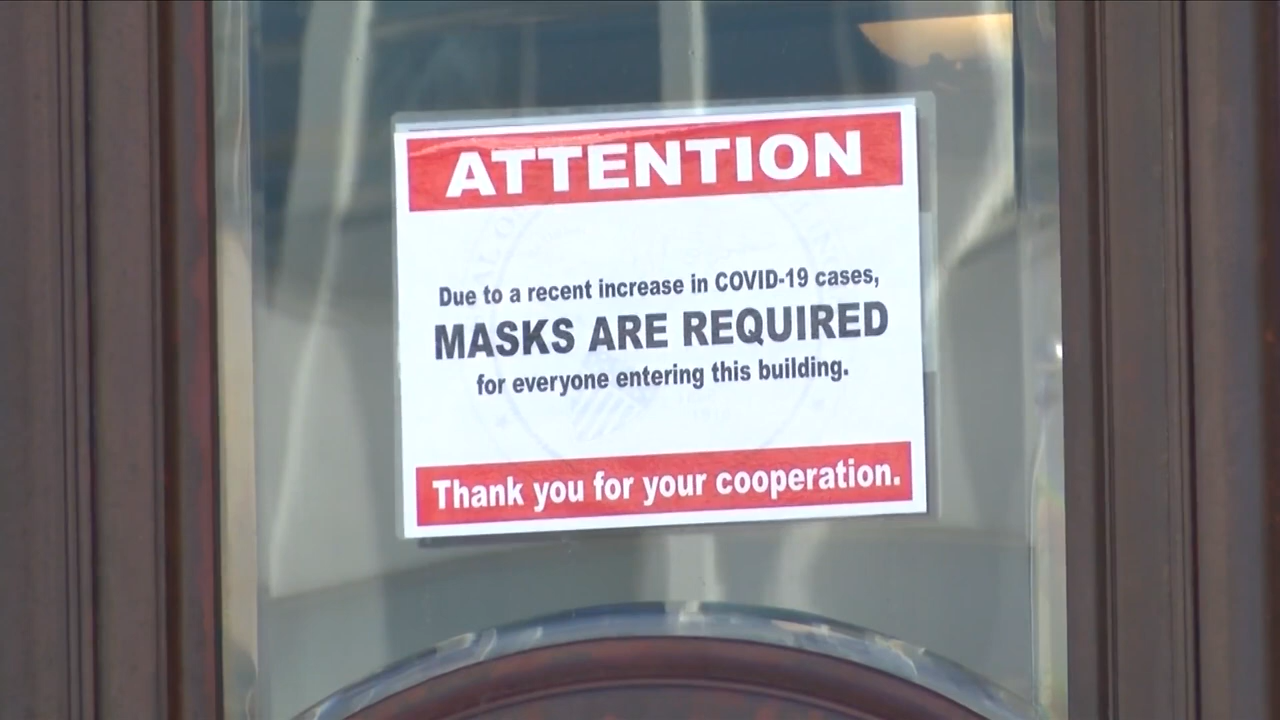 ATTENTION
Due to a recent increase in COVID-19 cases,
MASKS ARE REQUIRED
for everyone entering this building.
Thank you for your cooperation.